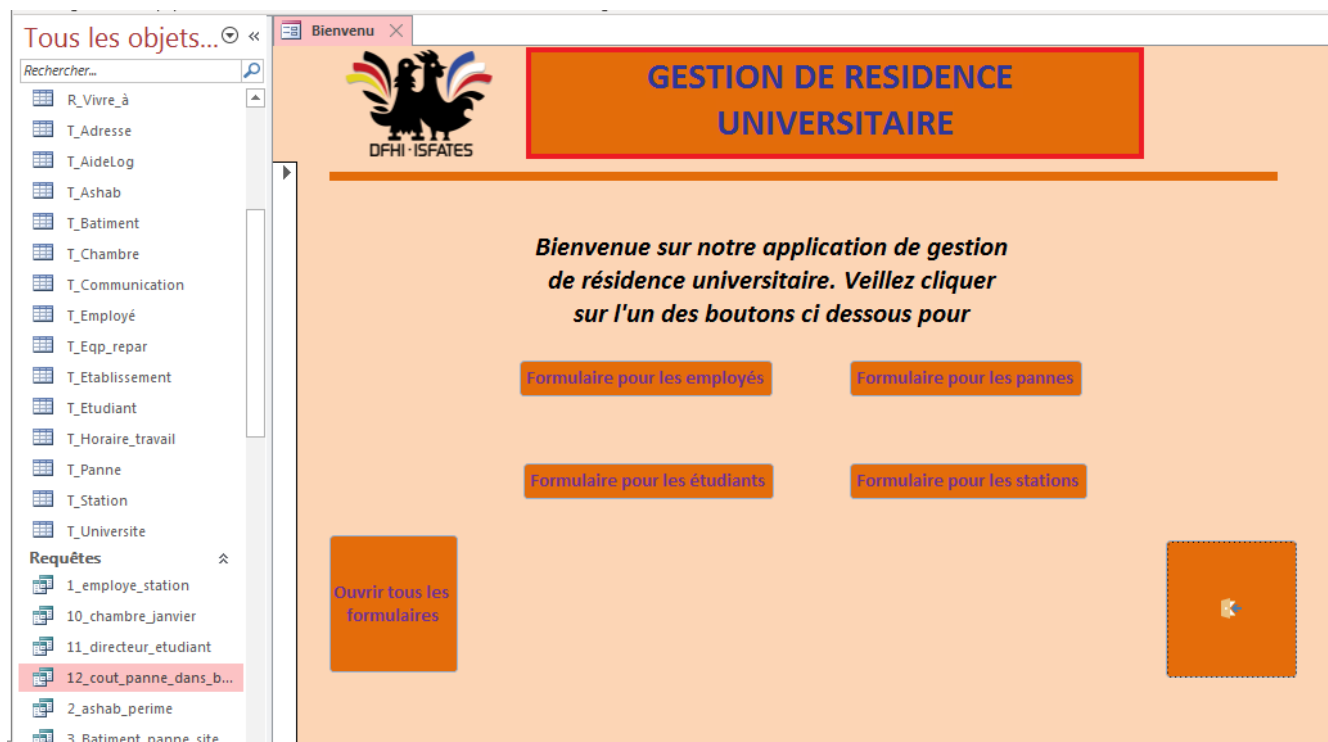 Tous les objets...
«
Bienvenu
Rechercher...
R_Vivre_à
T_Adresse
T_AideLog
T_Ashab
T_Batiment
T_Chambre
T_Communication
T_Employé
T_Eqp_repar
T_Etablissement
T_Etudiant
T_Horaire_travail
T_Panne
T_Station
T_Universite
Requêtes
1_employe_station
10_chambre_janvier
11_directeur_etudiant
12_cout_panne_dans_b...
2_ashab_perime
3_Batiment_panne_site
DFHI·ISFATES
GESTION DE RESIDENCE
UNIVERSITAIRE
Bienvenue sur notre application de gestion
de résidence universitaire. Veillez cliquer
sur l'un des boutons ci dessous pour
Formulaire pour les employés
Formulaire pour les pannes
Formulaire pour les étudiants
Formulaire pour les stations
Ouvrir tous les
formulaires